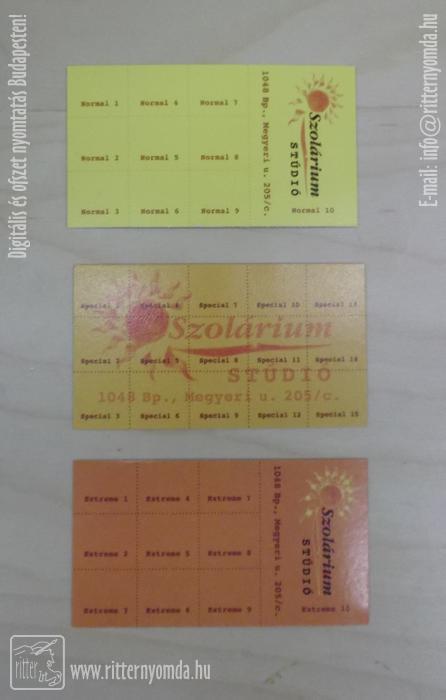 Digitális és ofszet nyomtatás Budapesten!
E-mail: info@ritternyomda.hu
Normal 1 Normal 4 Normal 7
Normal 2 Normal 5 Normal 8
Normal 3 Normal 6 Normal 9 Normal 10
1048 Bp., Megyeri u. 205/c.
Szolárium
STÚDIÓ
Special 1 Special 4 Special 7 Special 10 Special 13
Szolárium
Special 2 Special 5 Special 8 Special 11 Special 14
STÚDIÓ
1048 Bp., Megyeri u. 205/c.
Special 3 Special 6 Special 9 Special 12 Special 15
Extreme 1 Extreme 4 Extreme 7
Extreme 2 Extreme 5 Extreme 8
Extreme 3 Extreme 6 Extreme 9 Extreme 10
1048 Bp., Megyeri u. 205/c.
Szolárium
STÚDIÓ
ritter
www.ritternyomda.hu